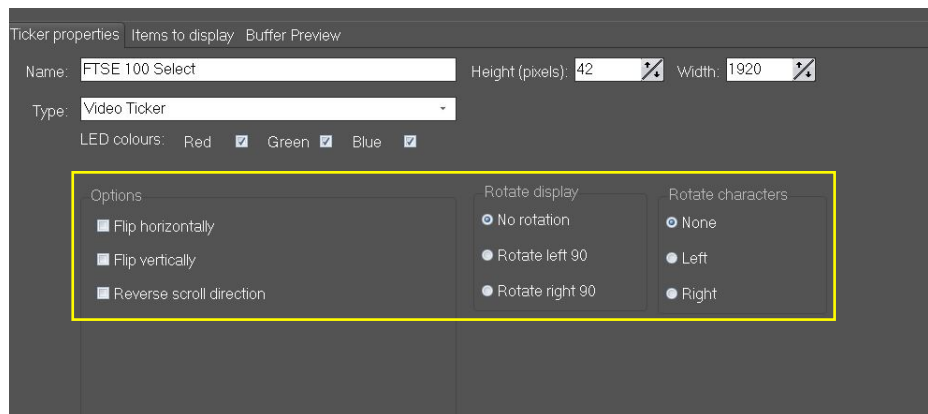 Ticker properties Items to display Buffer Preview
Name: FTSE 100 Select Height (pixels): 42 Width: 1920
Type: Video Ticker
LED colours: Red Green Blue
Options Rotate display Rotate characters
Flip horizontally No rotation None
Flip vertically Rotate left 90 Left
Reverse scroll direction Rotate right 90 Right